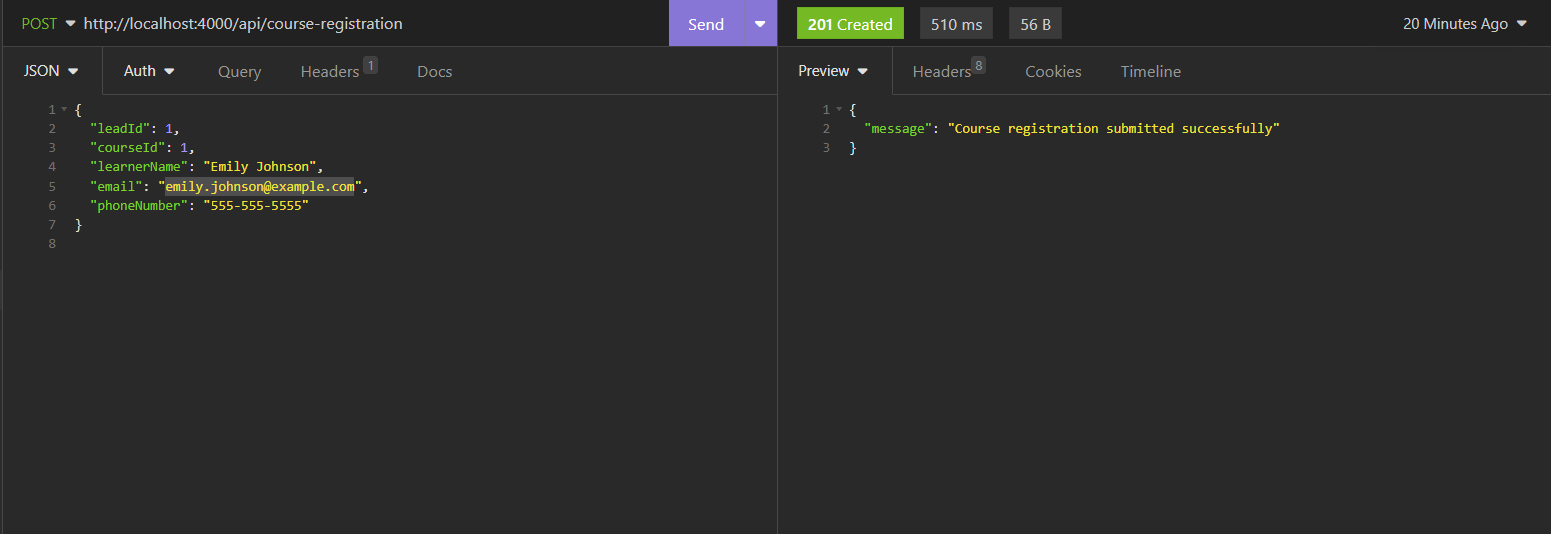 POST http://localhost:4000/api/course-registration Send
JSON Auth Query Headers 1 Docs
1 {
2 "leadId": 1,
3 "courseId": 1,
4 "learnerName": "Emily Johnson",
5 "email": "emily.johnson@example.com",
6 "phoneNumber": "555-555-5555"
7 }
8
201 Created 510 ms 56 B 20 Minutes Ago
Preview Headers 8 Cookies Timeline
1 {
2 "message": "Course registration submitted successfully"
3 }